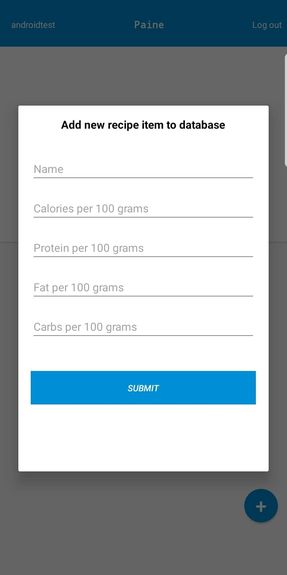 androidtest Paine Log out
Add new recipe item to database
Name
Calories per 100 grams
Protein per 100 grams
Fat per 100 grams
Carbs per 100 grams
SUBMIT
+